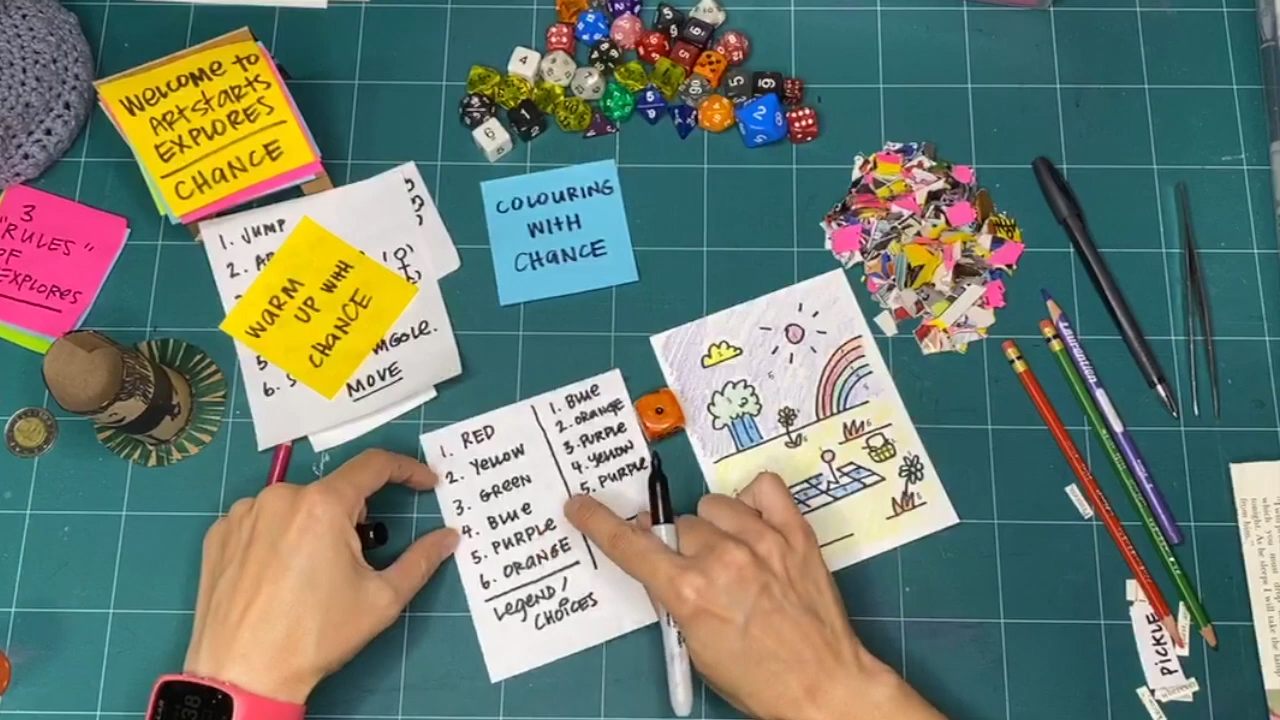 Welcome to
Artstarts
EXPLORES
CHANCE
3
"RULES"
OF
EXPLORES
1. JUMP
2.
WARM
UP WITH
CHANCE
5
6. S
WIGGLE.
MOVE
COLOURING
WITH
CHANCE
1. RED
2. YELLOW
3. GREEN
4. BLUE
5. PURPLE
6. ORANGE
Legend/
CHOICES
1. BLUE
2. ORANGE
3. PURPLE
4. yellow
5. PURPLE
Laurentien
PICKLE